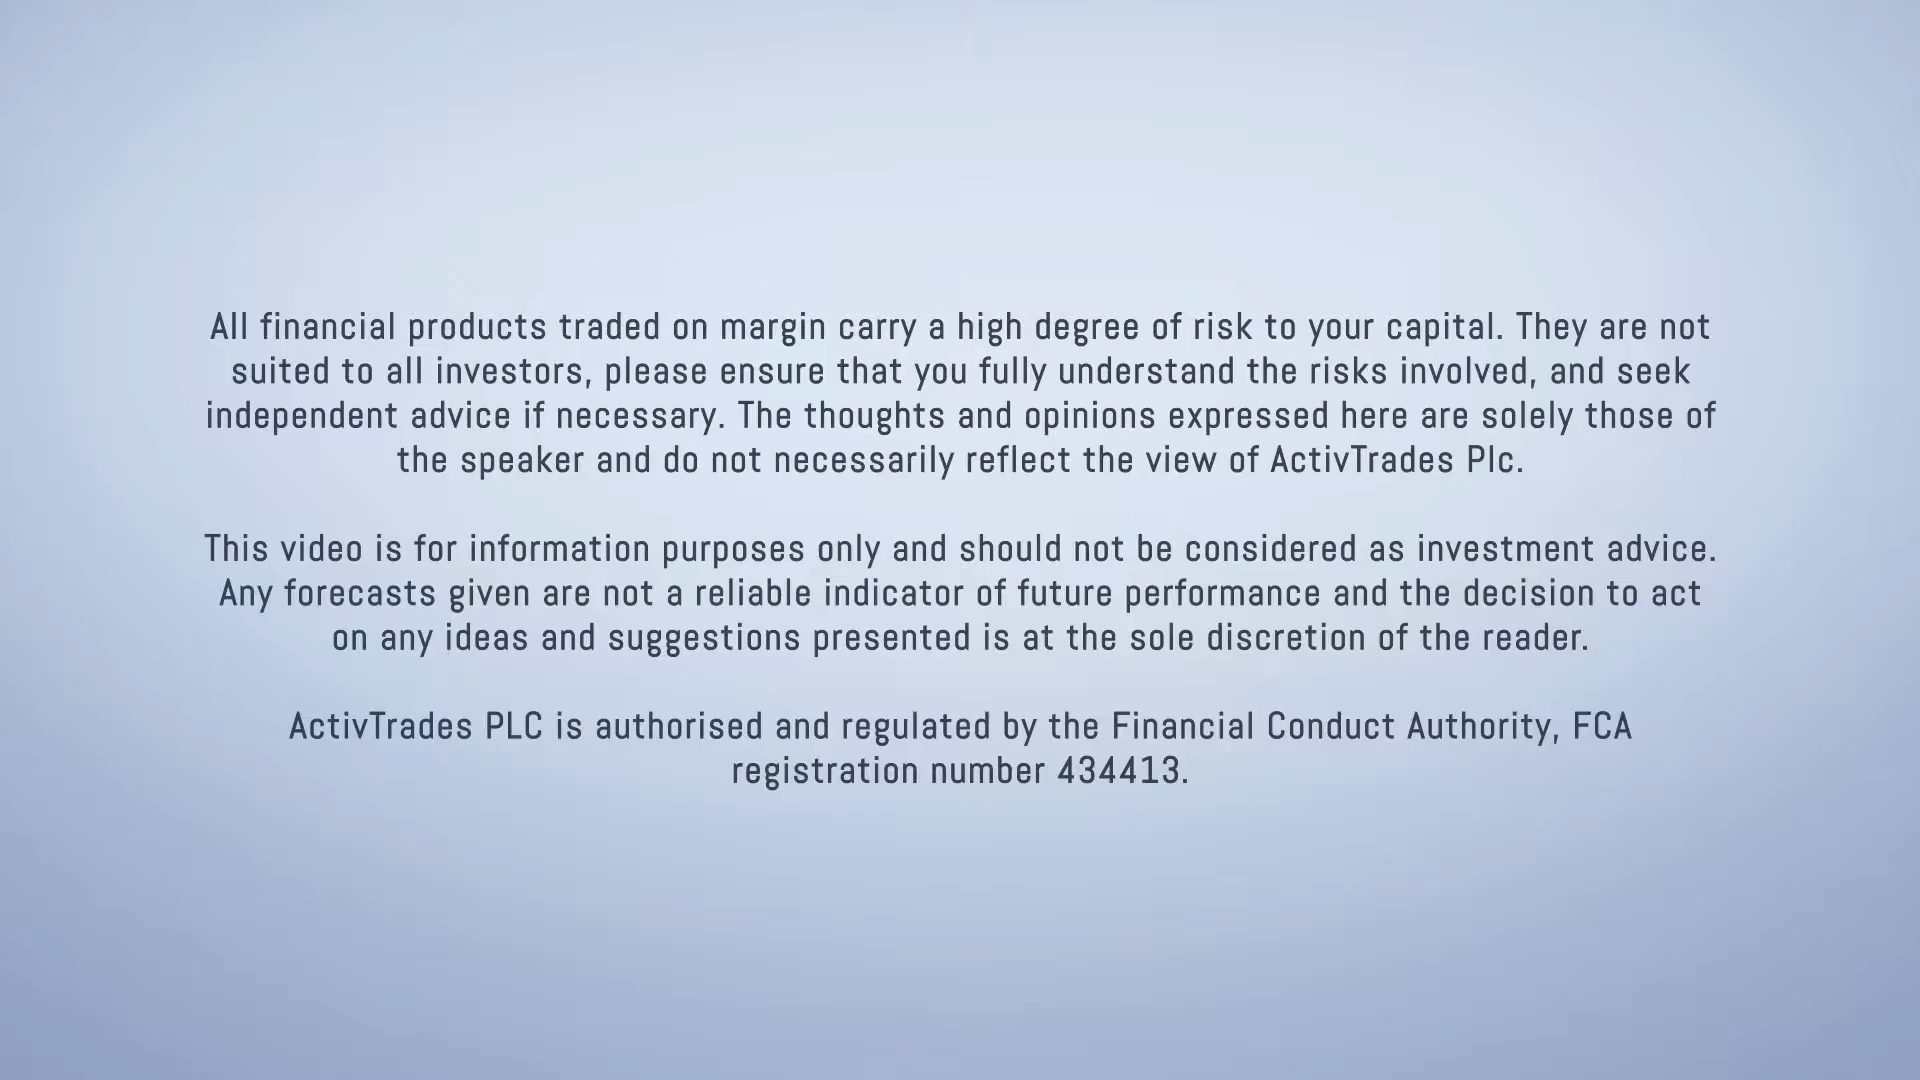 All financial products traded on margin carry a high degree of risk to your capital. They are not
suited to all investors, please ensure that you fully understand the risks involved, and seek
independent advice if necessary. The thoughts and opinions expressed here are solely those of
the speaker and do not necessarily reflect the view of ActivTrades Plc.
This video is for information purposes only and should not be considered as investment advice.
Any forecasts given are not a reliable indicator of future performance and the decision to act
on any ideas and suggestions presented is at the sole discretion of the reader.
ActivTrades PLC is authorised and regulated by the Financial Conduct Authority, FCA
registration number 434413.